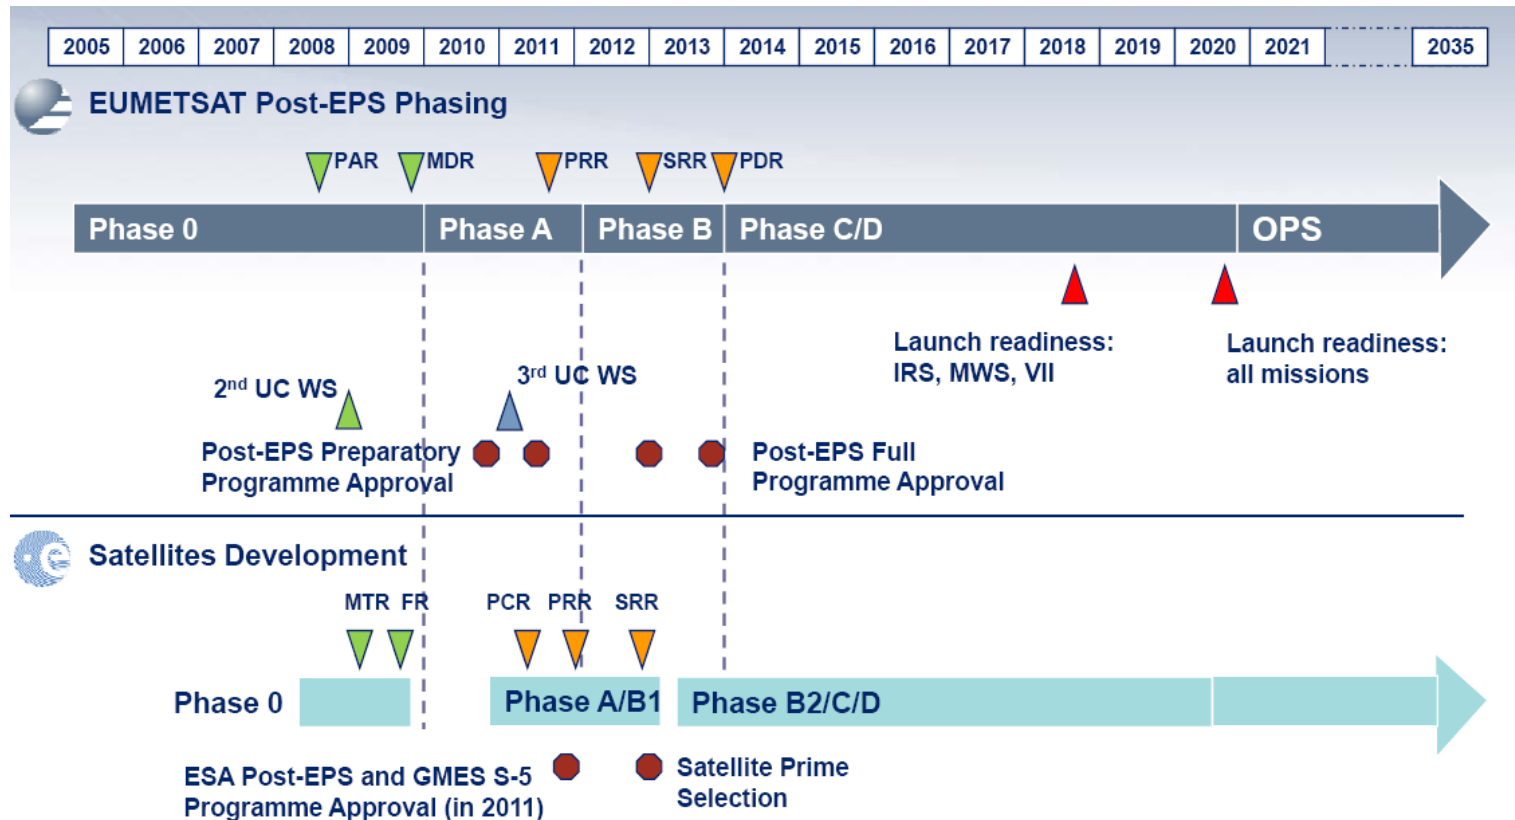 2005 2006 2007 2008 2009 2010 2011 2012 2013 2014 2015 2016 2017 2018 2019 2020 2021 2035
EUMETSAT Post-EPS Phasing
PAR MDR PRR SRR PDR
Phase 0 Phase A Phase B Phase C/D OPS
Launch readiness:
IRS, MWS, VII
Launch readiness:
all missions
2nd UC WS
3rd UC WS
Post-EPS Preparatory
Programme Approval
Post-EPS Full
Programme Approval
Satellites Development
MTR FR PCR PRR SRR
Phase 0 Phase A/B1 Phase B2/C/D
ESA Post-EPS and GMES S-5
Programme Approval (in 2011)
Satellite Prime
Selection